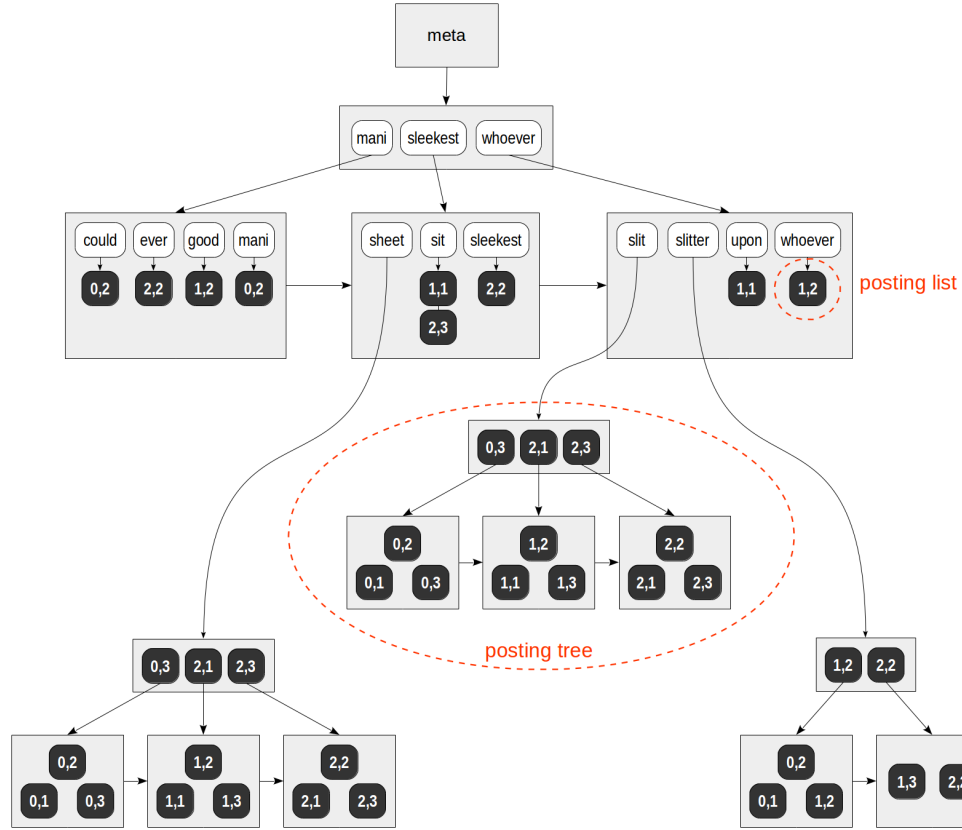 meta
mani sleekest whoever
could ever good mani
0,2 2,2 1,2 0,2
sheet sit sleekest
1,1 2,2
2,3
slit slitter upon whoever
1,1 1,2
posting list
0,3 2,1 2,3
0,2
0,1 0,3
1,2
1,1 1,3
2,2
2,1 2,3
posting tree
0,3 2,1 2,3
0,2
0,1 0,3
1,2
1,1 1,3
2,2
2,1 2,3
1,2 2,2
0,2
0,1 1,2
1,3